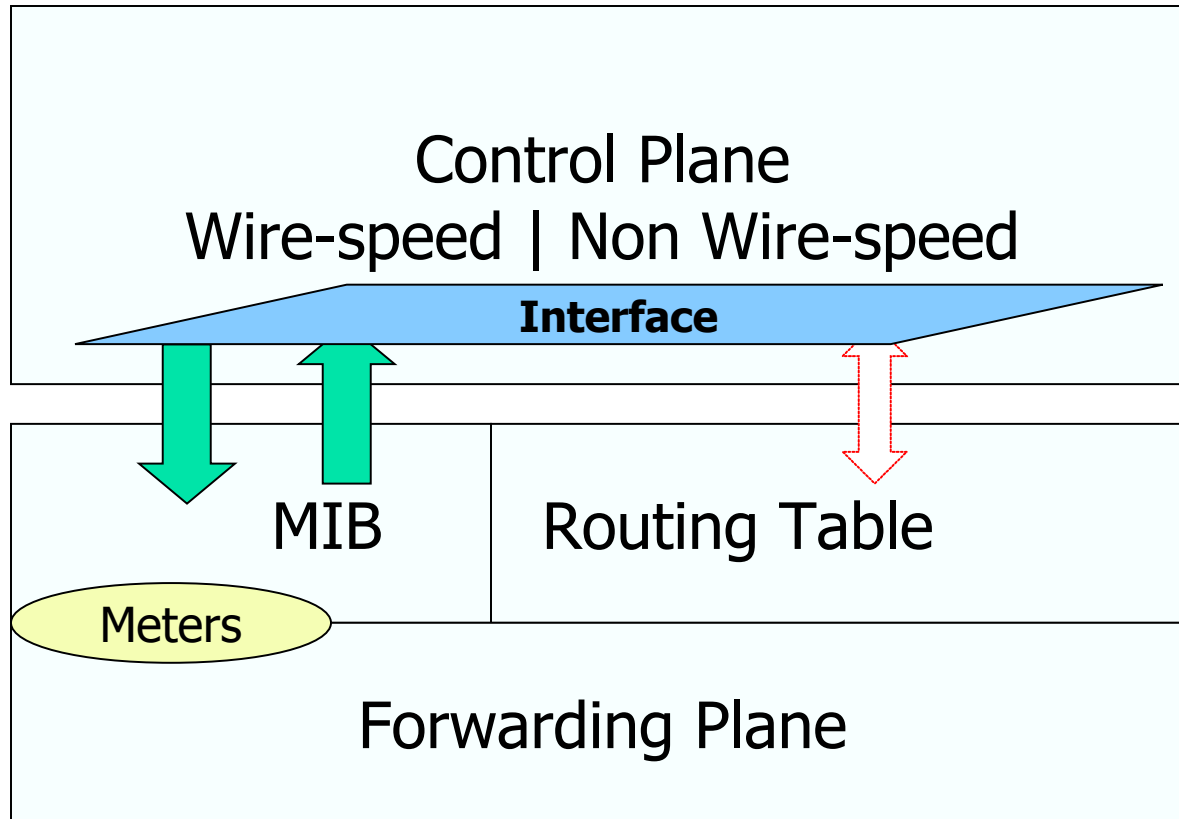 Control Plane
Wire-speed | Non Wire-speed
Interface
MIB
Routing Table
Meters
Forwarding Plane